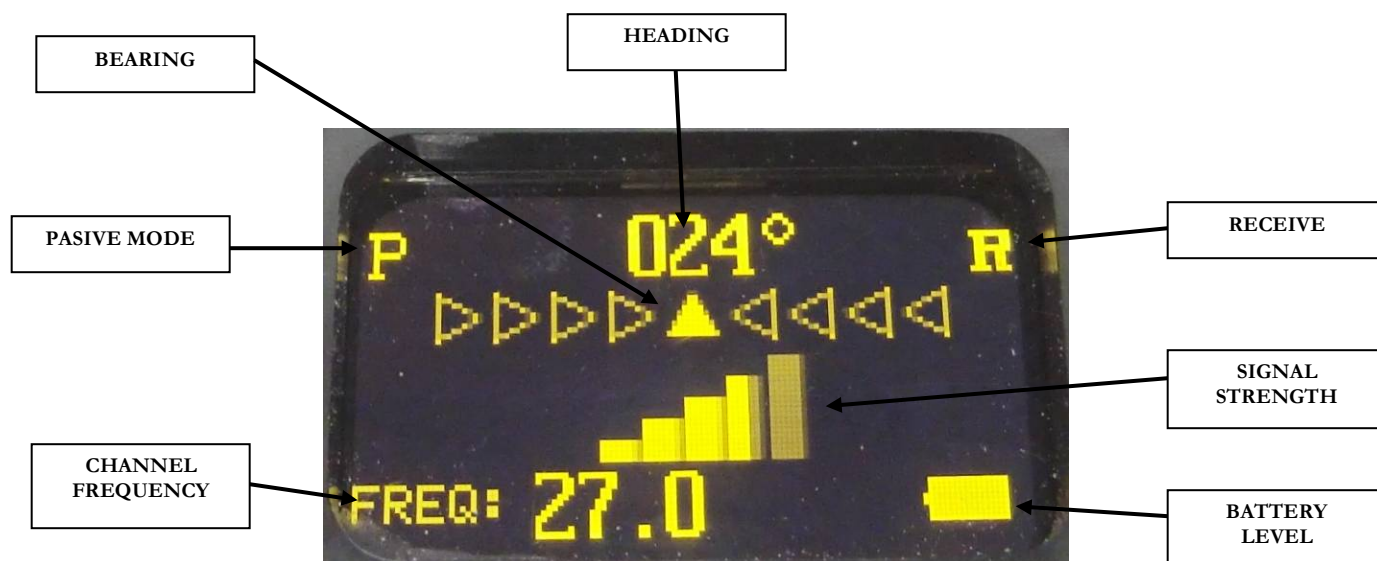 HEADING
BEARING
PASIVE MODE
P
024°
R
RECEIVE
SIGNAL
STRENGTH
CHANNEL
FREQUENCY
FREQ: 27.0
BATTERY
LEVEL